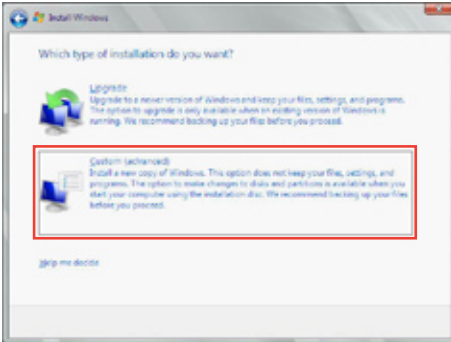 Install Windows
Which type of installation do you want?
Upgrade
Upgrade to a newer version of Windows and keep your files, settings, and programs.
The option to upgrade is only available when an existing version of Windows is
running. We recommend backing up your files before you proceed.
Custom (advanced)
Install a new copy of Windows. This option does not keep your files, settings, and
programs. The option to make changes to disks and partitions is available when you
start your computer using the installation disc. We recommend backing up your files
before you proceed.
Help me decide